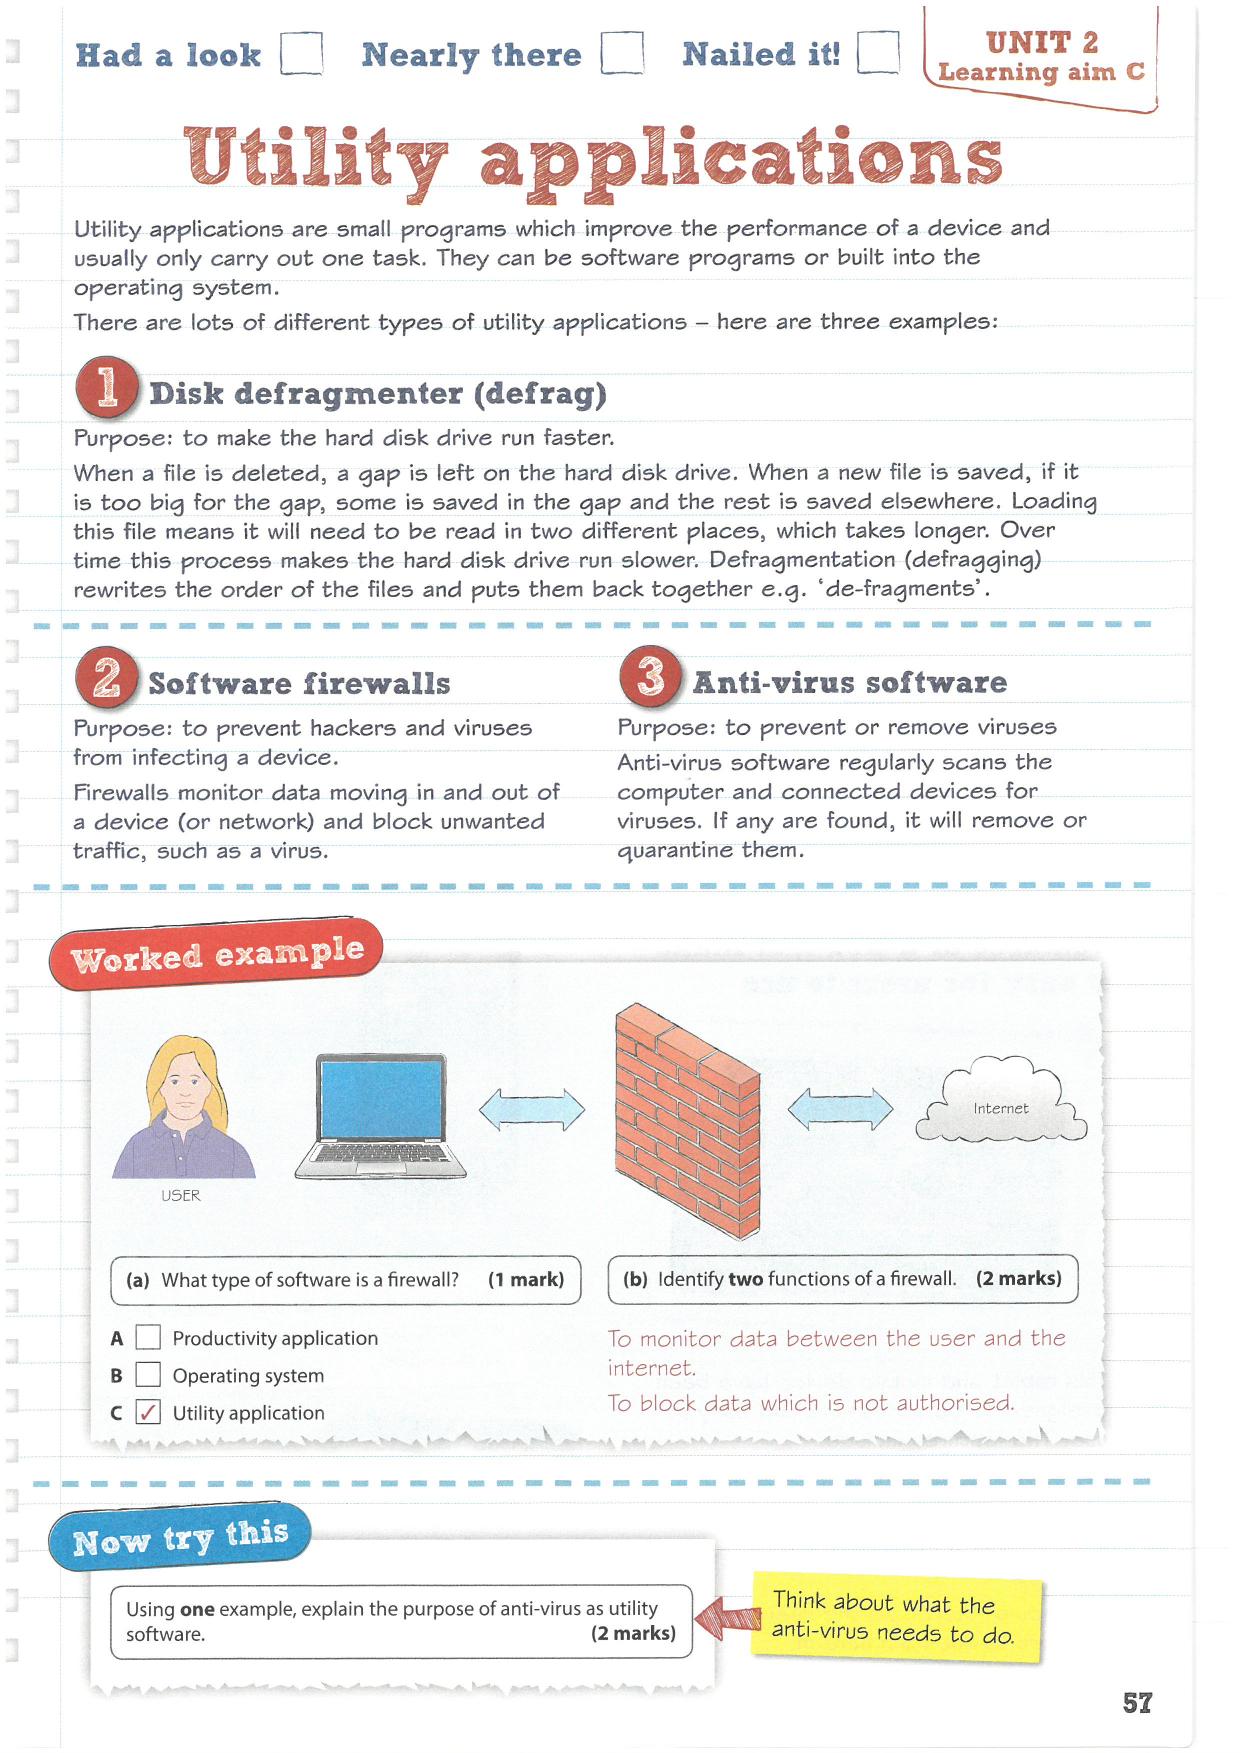 Had a look Nearly there Nailed it!
UNIT 2
Learning aim C
Utility applications
Utility applications are small programs which improve the performance of a device and
usually only carry out one task. They can be software programs or built into the
operating system.
There are lots of different types of utility applications – here are three examples:
1 Disk defragmenter (defrag)
Purpose: to make the hard disk drive run faster.
When a file is deleted, a gap is left on the hard disk drive. When a new file is saved, if it
is too big for the gap, some is saved in the gap and the rest is saved elsewhere. Loading
this file means it will need to be read in two different places, which takes longer. Over
time this process makes the hard disk drive run slower. Defragmentation (defragging)
rewrites the order of the files and puts them back together e.g. ‘de-fragments’.
2 Software firewalls
Purpose: to prevent hackers and viruses
from infecting a device.
Firewalls monitor data moving in and out of
a device (or network) and block unwanted
traffic, such as a virus.
3 Anti-virus software
Purpose: to prevent or remove viruses
Anti-virus software regularly scans the
computer and connected devices for
viruses. If any are found, it will remove or
quarantine them.
Worked example
USER
Internet
(a) What type of software is a firewall? (1 mark)
A Productivity application
B Operating system
C ✓ Utility application
(b) Identify two functions of a firewall. (2 marks)
To monitor data between the user and the
internet.
To block data which is not authorised.
Now try this
Using one example, explain the purpose of anti-virus as utility
software. (2 marks)
Think about what the
anti-virus needs to do.
57